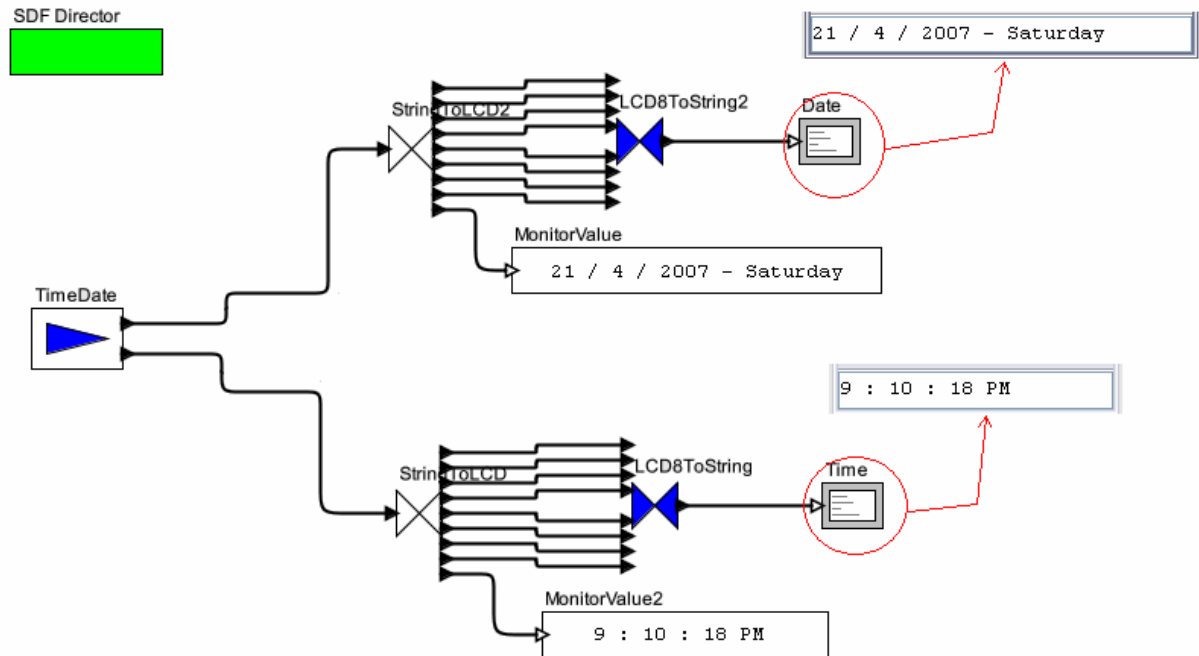 SDF Director
21 / 4 / 2007 - Saturday
StringToLCD2
LCD8ToString2
Date
MonitorValue
21 / 4 / 2007 - Saturday
TimeDate
9 : 10 : 18 PM
StringToLCD
LCD8ToString
Time
MonitorValue2
9 : 10 : 18 PM